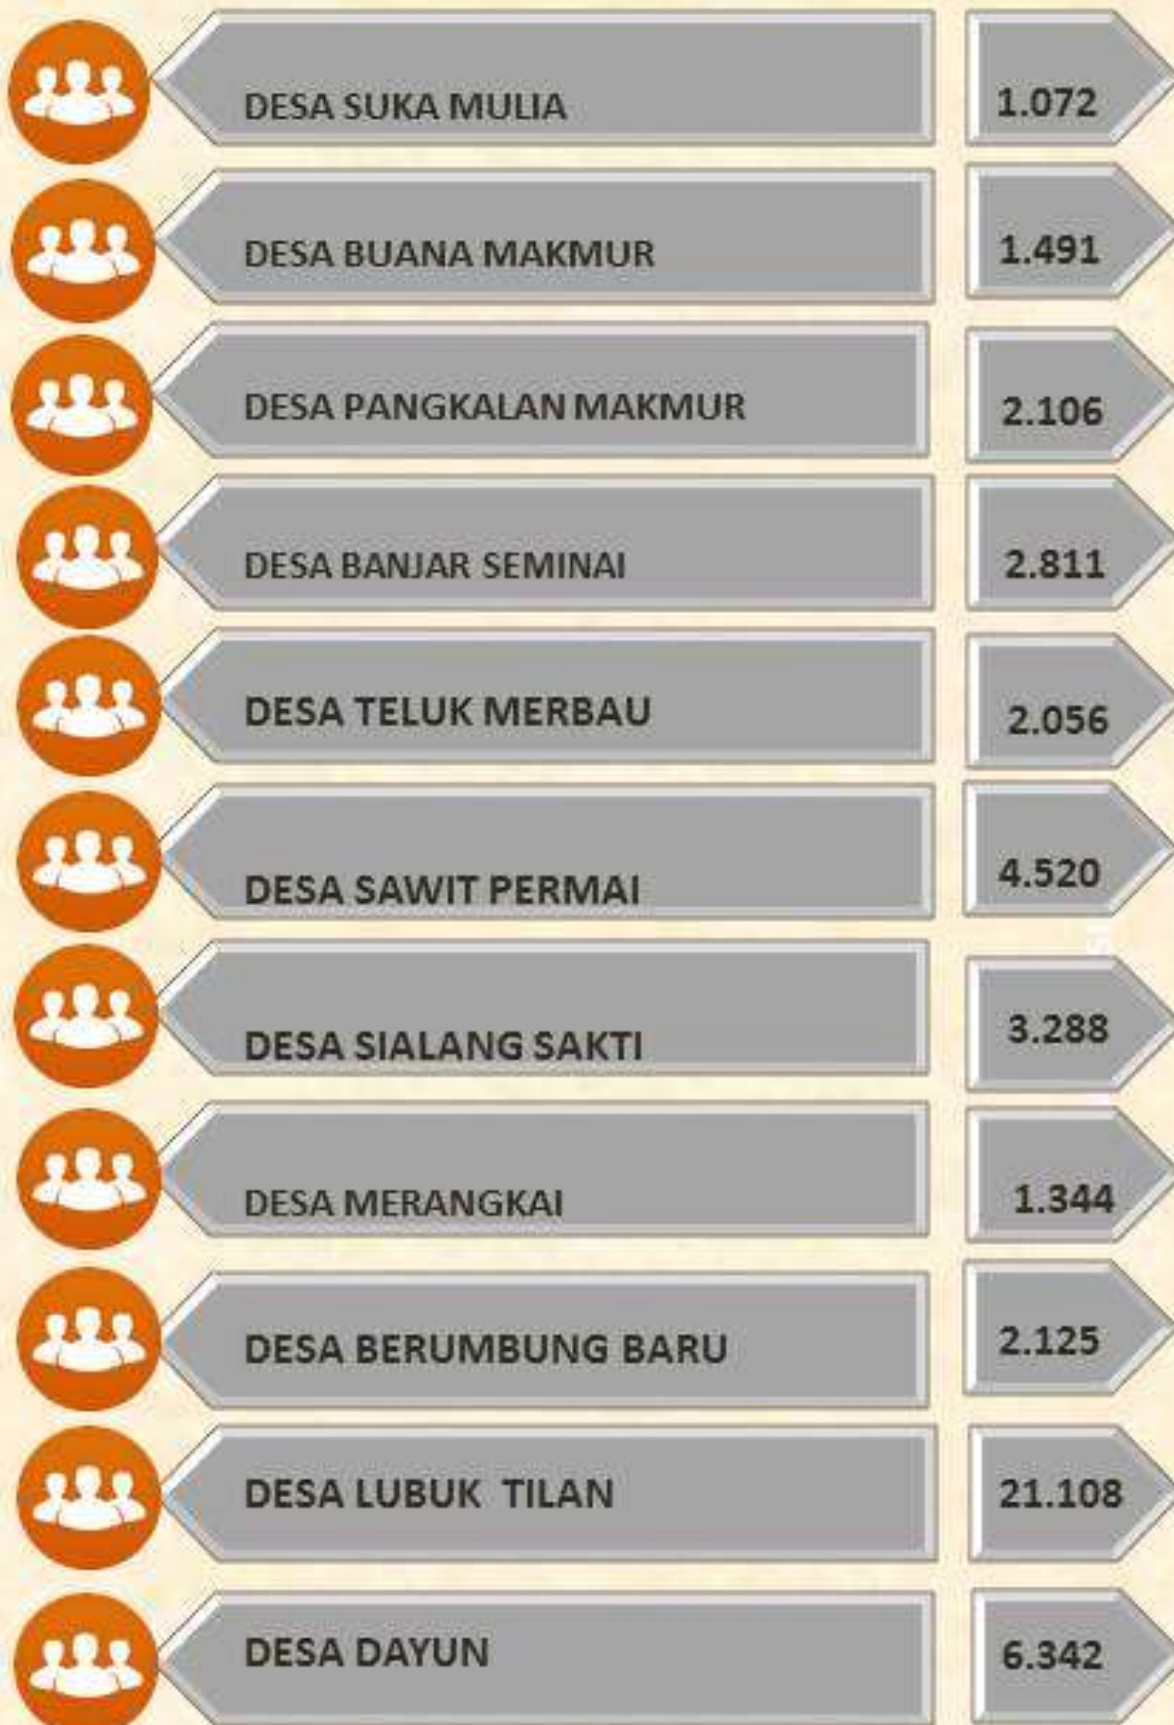 DESA SUKA MULIA 1.072
DESA BUANA MAKMUR 1.491
DESA PANGKALAN MAKMUR 2.106
DESA BANJAR SEMINAI 2.811
DESA TELUK MERBAU 2.056
DESA SAWIT PERMAI 4.520
DESA SIALANG SAKTI 3.288
DESA MERANGKAI 1.344
DESA BERUMBUNG BARU 2.125
DESA LUBUK TILAN 21.108
DESA DAYUN 6.342